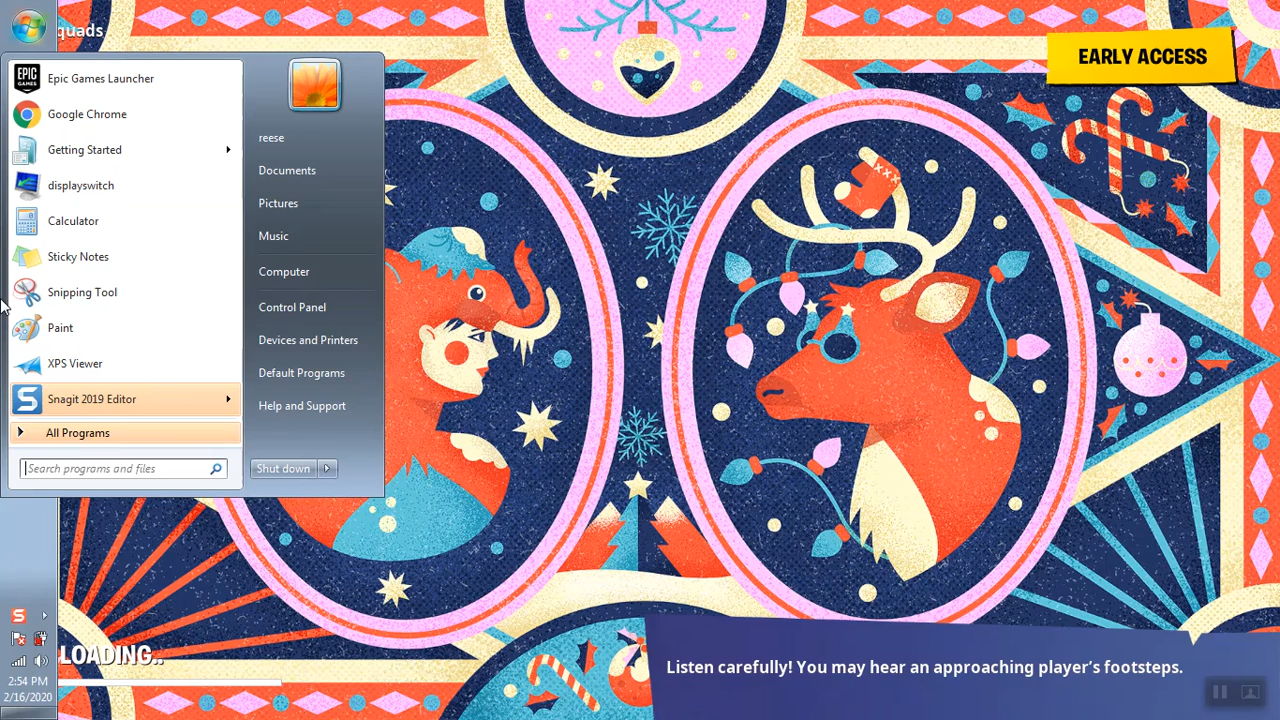 quads
Epic Games Launcher
Google Chrome
Getting Started
displayswitch
Calculator
Sticky Notes
Snipping Tool
Paint
XPS Viewer
Snagit 2019 Editor
All Programs
Search programs and files
reese
Documents
Pictures
Music
Computer
Control Panel
Devices and Printers
Default Programs
Help and Support
Shut down
EARLY ACCESS
EPIC
GAMES
LOADING..
Listen carefully! You may hear an approaching player's footsteps.
2:54 PM
2/16/2020